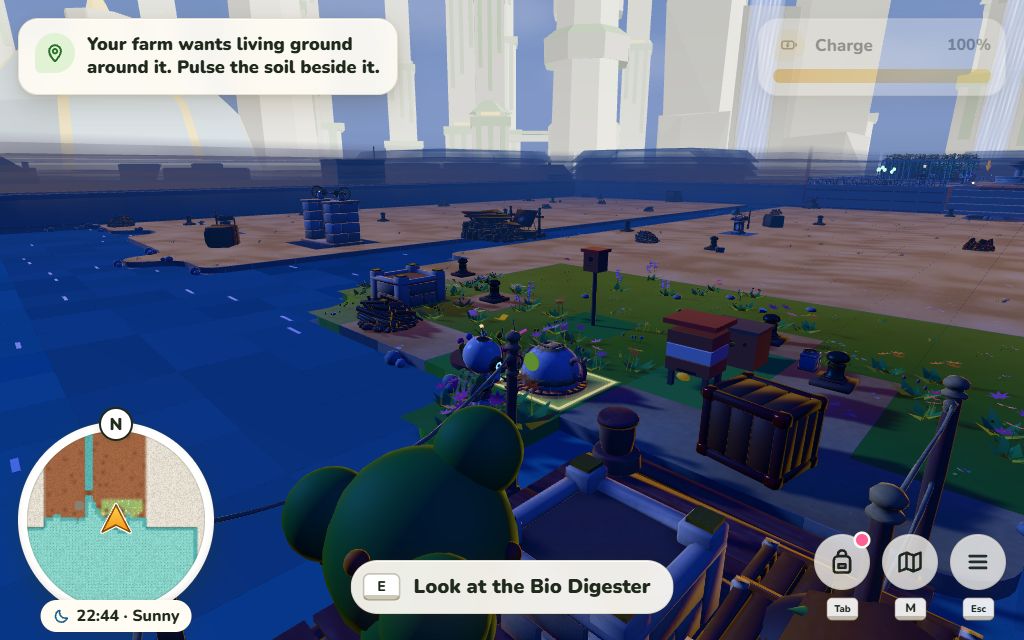 Your farm wants living ground
around it. Pulse the soil beside it.
Charge 100%
N
E Look at the Bio Digester
22:44 · Sunny
Tab M Esc